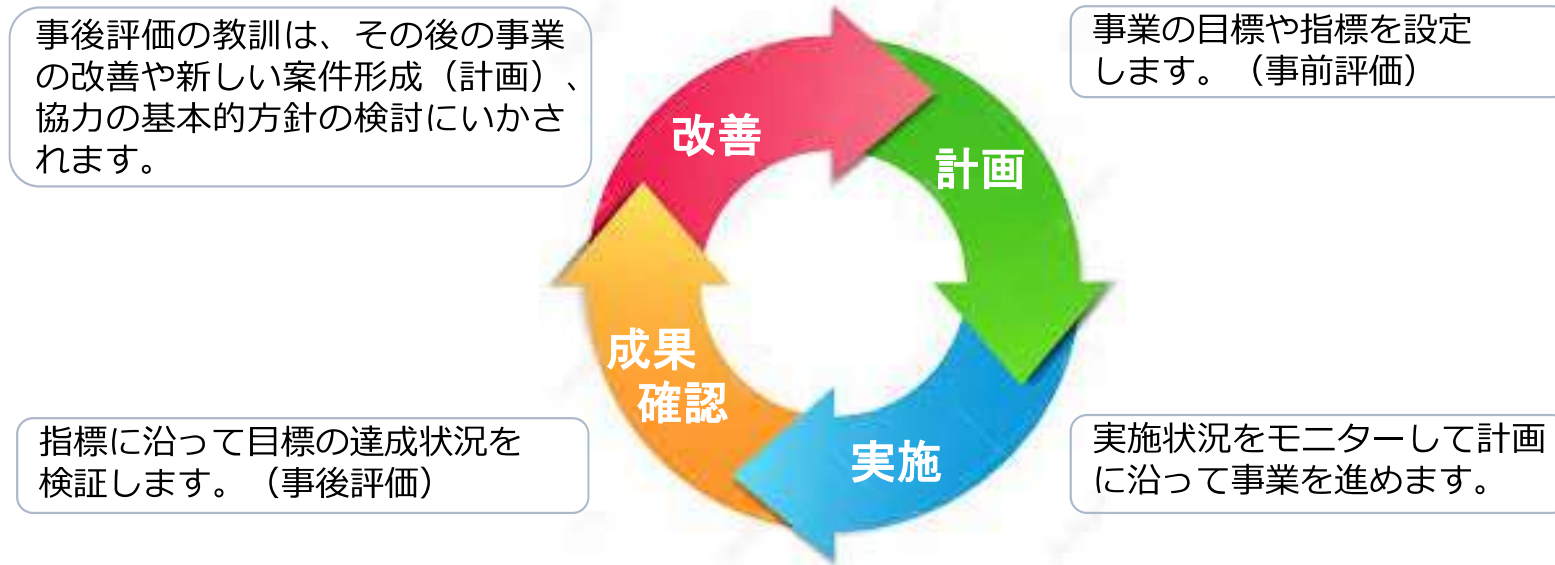 事後評価の教訓は、その後の事業
の改善や新しい案件形成（計画）、
協力の基本的方針の検討にいかさ
れます。
事業の目標や指標を設定
します。（事前評価）
改善
計画
成果
確認
実施
指標に沿って目標の達成状況を
検証します。（事後評価）
実施状況をモニターして計画
に沿って事業を進めます。